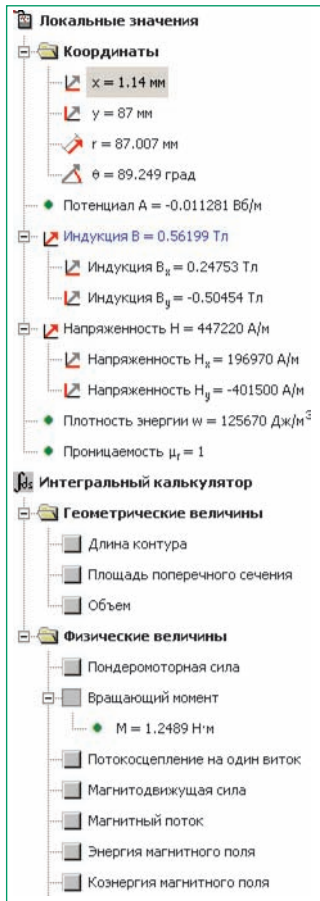 Локальные значения
Координаты
x = 1.14 мм
y = 87 мм
r = 87.007 мм
θ = 89.249 град
Потенциал A = -0.011281 Вб/м
Индукция B = 0.56199 Тл
Индукция Bₓ = 0.24753 Тл
Индукция By = -0.50454 Тл
Напряженность H = 447220 А/м
Напряженность Hₓ = 196970 А/м
Напряженность Hy = -401500 А/м
Плотность энергии w = 125670 Дж/м³
Проницаемость μᵣ = 1
∫ds Интегральный калькулятор
Геометрические величины
Длина контура
Площадь поперечного сечения
Объем
Физические величины
Пондеромоторная сила
Вращающий момент
M = 1.2489 Н·м
Потокосцепление на один виток
Магнитодвижущая сила
Магнитный поток
Энергия магнитного поля
Коэнергия магнитного поля